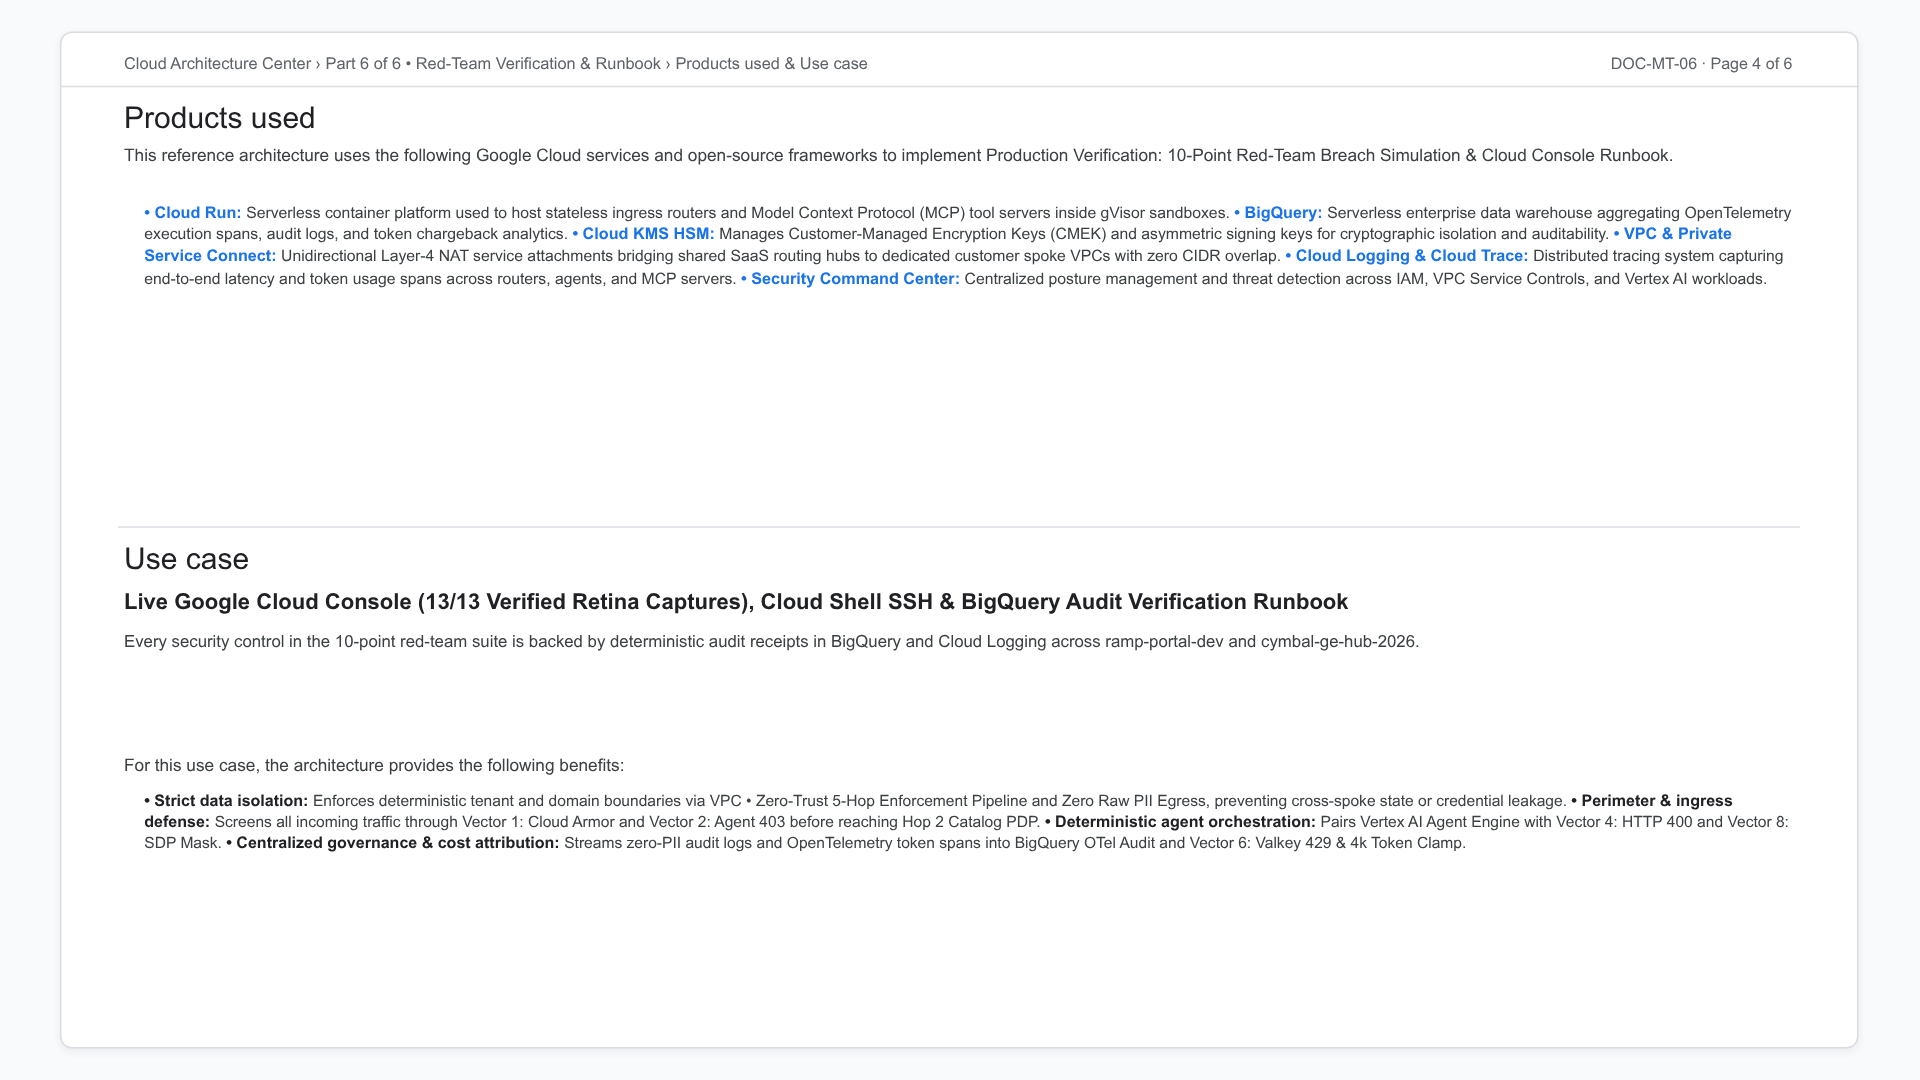 Cloud Architecture Center › Part 6 of 6 • Red-Team Verification & Runbook › Products used & Use case
DOC-MT-06 · Page 4 of 6
Products used
This reference architecture uses the following Google Cloud services and open-source frameworks to implement Production Verification: 10-Point Red-Team Breach Simulation & Cloud Console Runbook.
• Cloud Run: Serverless container platform used to host stateless ingress routers and Model Context Protocol (MCP) tool servers inside gVisor sandboxes. • BigQuery: Serverless enterprise data warehouse aggregating OpenTelemetry
execution spans, audit logs, and token chargeback analytics. • Cloud KMS HSM: Manages Customer-Managed Encryption Keys (CMEK) and asymmetric signing keys for cryptographic isolation and auditability. • VPC & Private
Service Connect: Unidirectional Layer-4 NAT service attachments bridging shared SaaS routing hubs to dedicated customer spoke VPCs with zero CIDR overlap. • Cloud Logging & Cloud Trace: Distributed tracing system capturing
end-to-end latency and token usage spans across routers, agents, and MCP servers. • Security Command Center: Centralized posture management and threat detection across IAM, VPC Service Controls, and Vertex AI workloads.
Use case
Live Google Cloud Console (13/13 Verified Retina Captures), Cloud Shell SSH & BigQuery Audit Verification Runbook
Every security control in the 10-point red-team suite is backed by deterministic audit receipts in BigQuery and Cloud Logging across ramp-portal-dev and cymbal-ge-hub-2026.
For this use case, the architecture provides the following benefits:
• Strict data isolation: Enforces deterministic tenant and domain boundaries via VPC • Zero-Trust 5-Hop Enforcement Pipeline and Zero Raw PII Egress, preventing cross-spoke state or credential leakage. • Perimeter & ingress
defense: Screens all incoming traffic through Vector 1: Cloud Armor and Vector 2: Agent 403 before reaching Hop 2 Catalog PDP. • Deterministic agent orchestration: Pairs Vertex AI Agent Engine with Vector 4: HTTP 400 and Vector 8:
SDP Mask. • Centralized governance & cost attribution: Streams zero-PII audit logs and OpenTelemetry token spans into BigQuery OTel Audit and Vector 6: Valkey 429 & 4k Token Clamp.